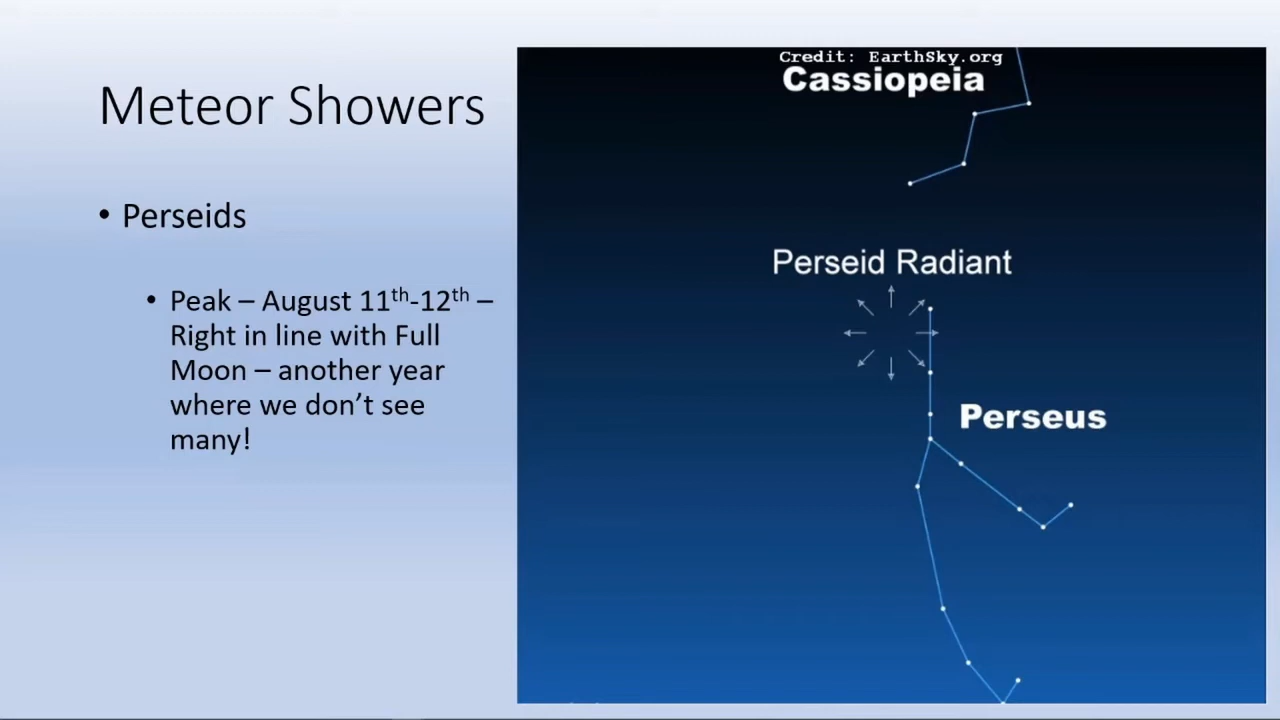 Meteor Showers
• Perseids
• Peak – August 11th-12th –
Right in line with Full
Moon – another year
where we don’t see
many!
Credit: EarthSky.org
Cassiopeia
Perseid Radiant
Perseus